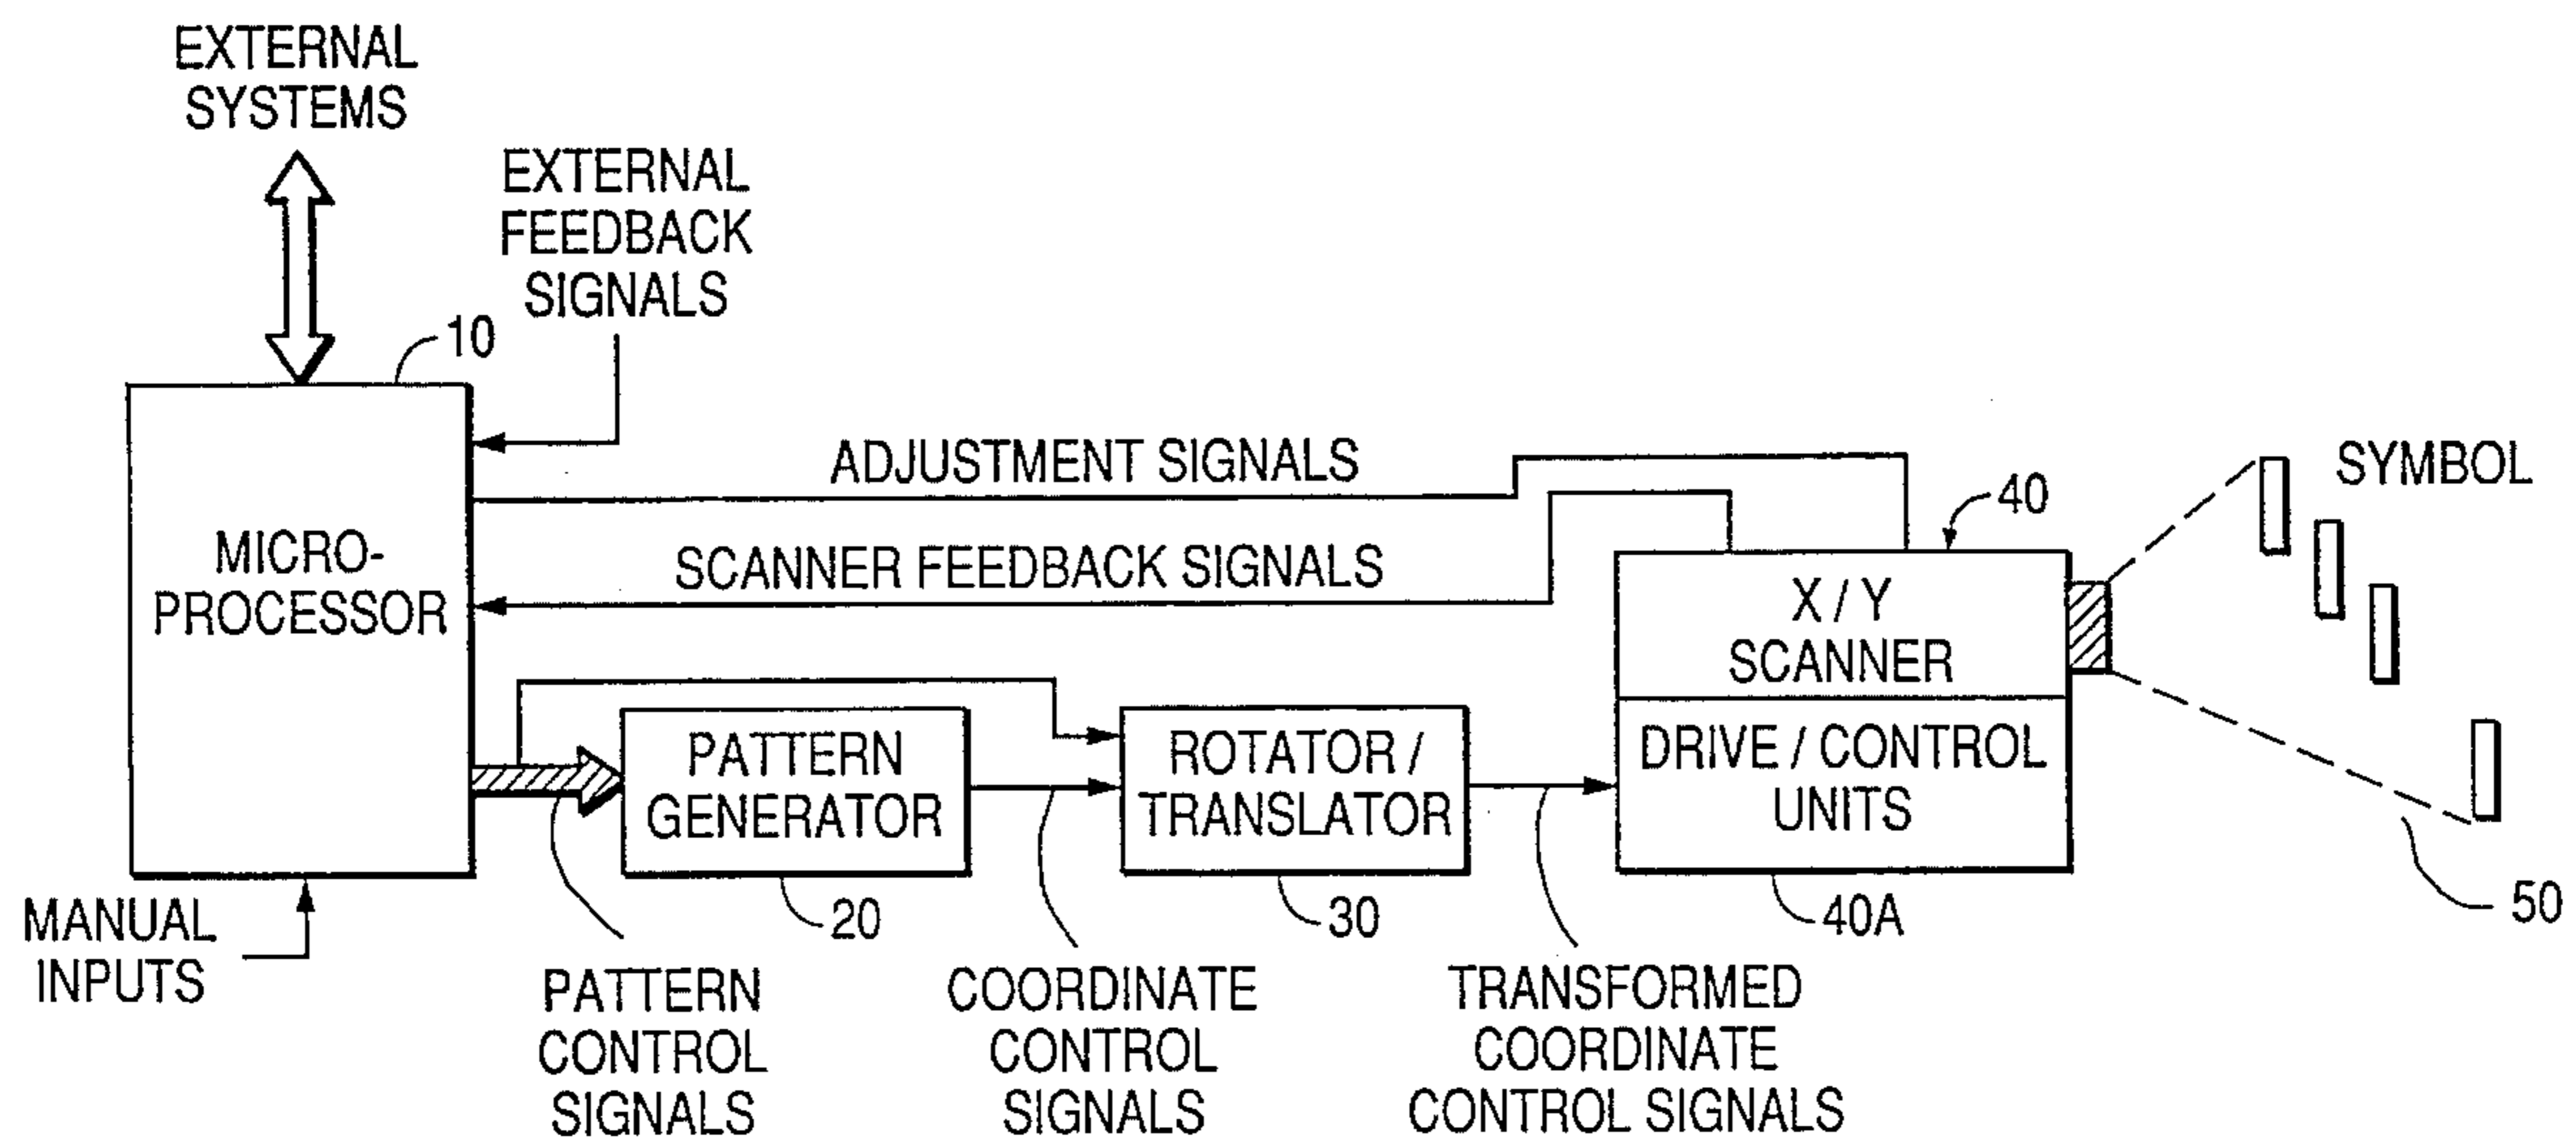 EXTERNAL
SYSTEMS
EXTERNAL
FEEDBACK
SIGNALS
10
ADJUSTMENT SIGNALS
SYMBOL
40
MICRO-
PROCESSOR
SCANNER FEEDBACK SIGNALS
X / Y
SCANNER
PATTERN
GENERATOR
ROTATOR /
TRANSLATOR
DRIVE / CONTROL
UNITS
MANUAL
INPUTS
20
30
40A
50
PATTERN
CONTROL
SIGNALS
COORDINATE
CONTROL
SIGNALS
TRANSFORMED
COORDINATE
CONTROL SIGNALS